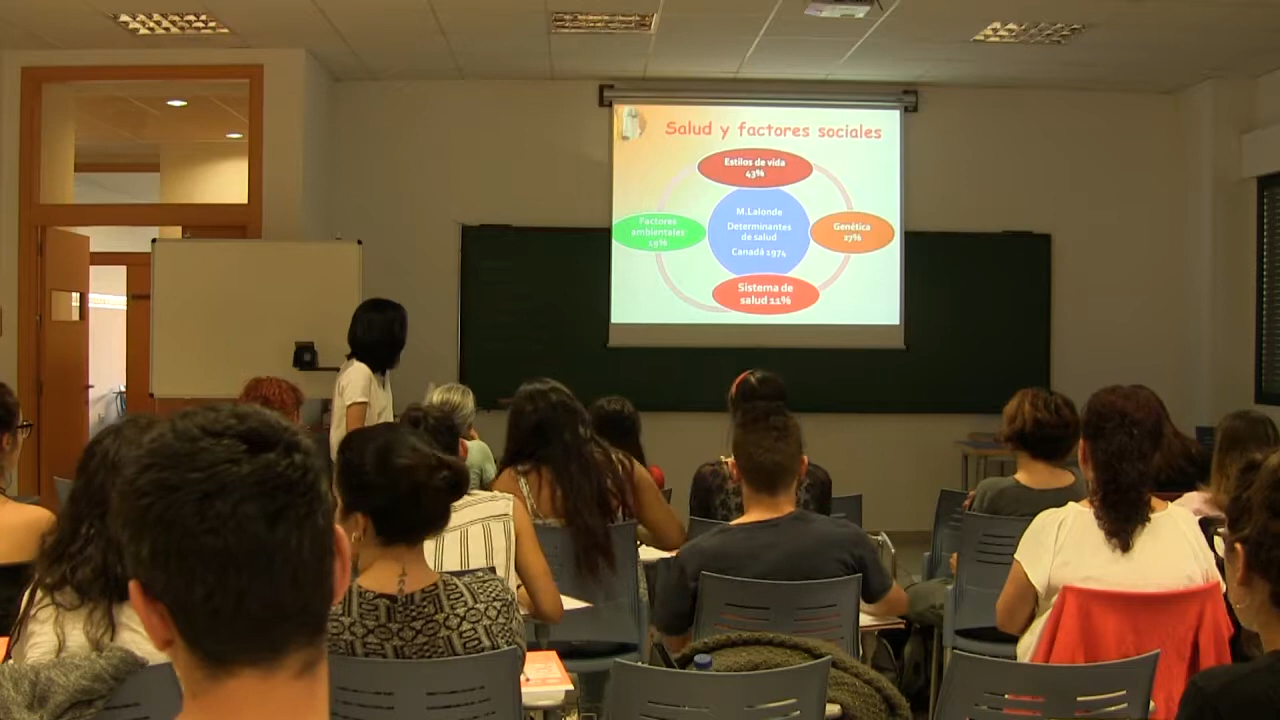 Salud y factores sociales
Estilos de vida
43%
Factores
ambientales
19%
M.Lalonde
Determinantes
de salud
Canadá 1974
Genética
27%
Sistema de
salud 11%